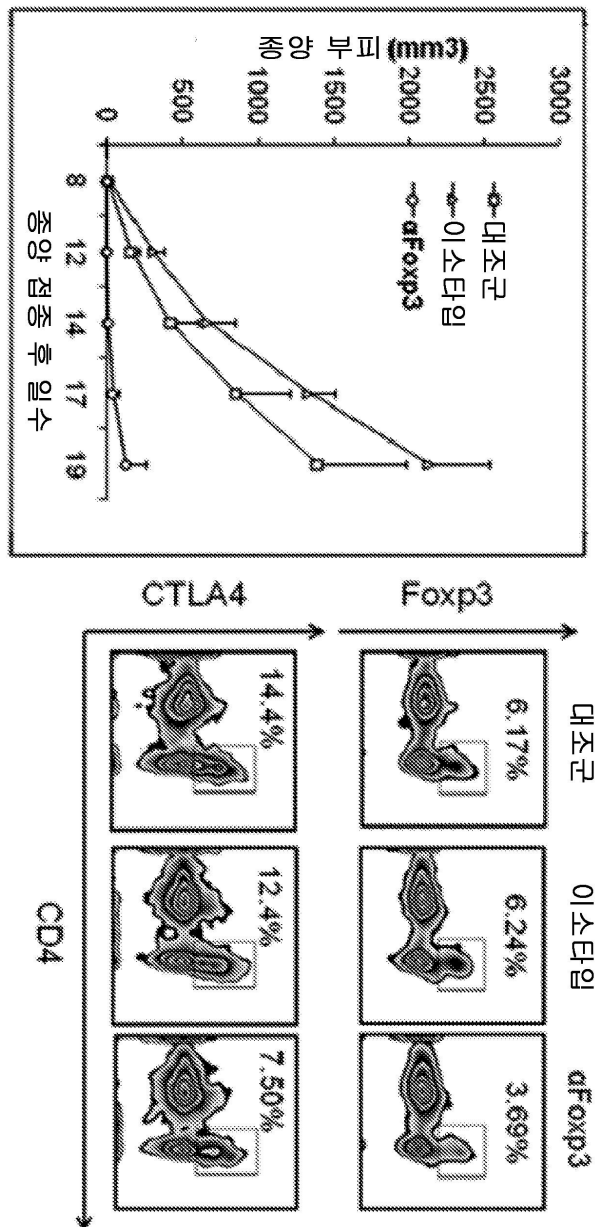 종양 부피 (mm3)
3000
2500
2000
1500
1000
500
0
대조군
이소타입
αFoxp3
8
12
14
17
19
종양 접종 후 일수
대조군
이소타입
αFoxp3
Foxp3
6.17%
6.24%
3.69%
CTLA4
14.4%
12.4%
7.50%
CD4